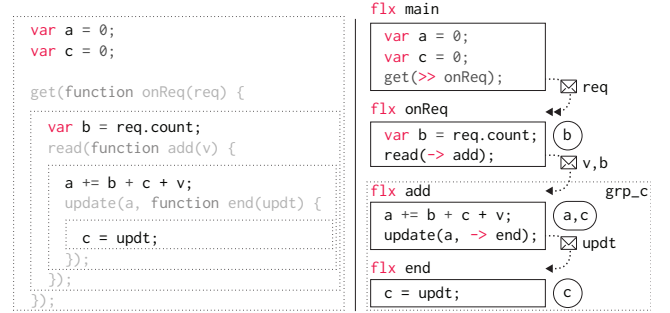 var a = 0;
var c = 0;
get(function onReq(req) {
var b = req.count;
read(function add(v) {
a += b + c + v;
update(a, function end(updt) {
c = updt;
});
});
});
flx main
var a = 0;
var c = 0;
get(>> onReq);
req
flx onReq
var b = req.count;
read(-> add);
b
v,b
flx add
grp_c
a += b + c + v;
update(a, -> end);
a,c
updt
flx end
c = updt;
c